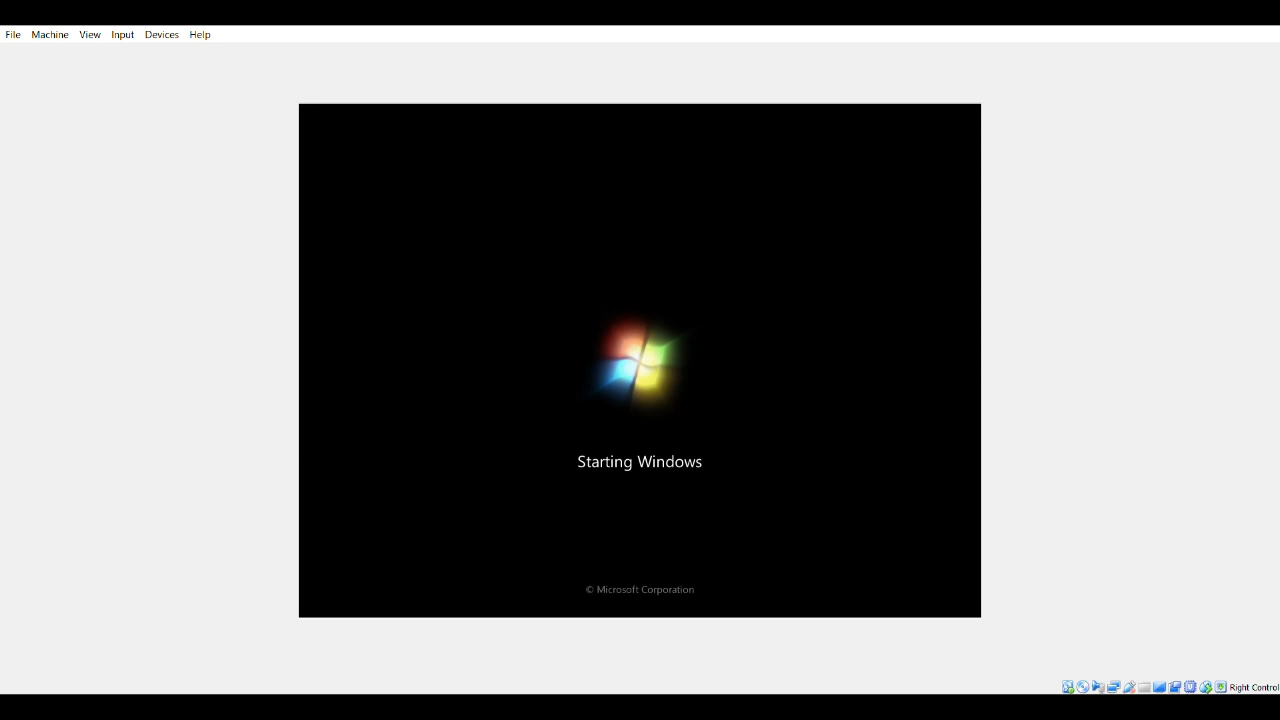 File Machine View Input Devices Help
Starting Windows
© Microsoft Corporation
Right Control